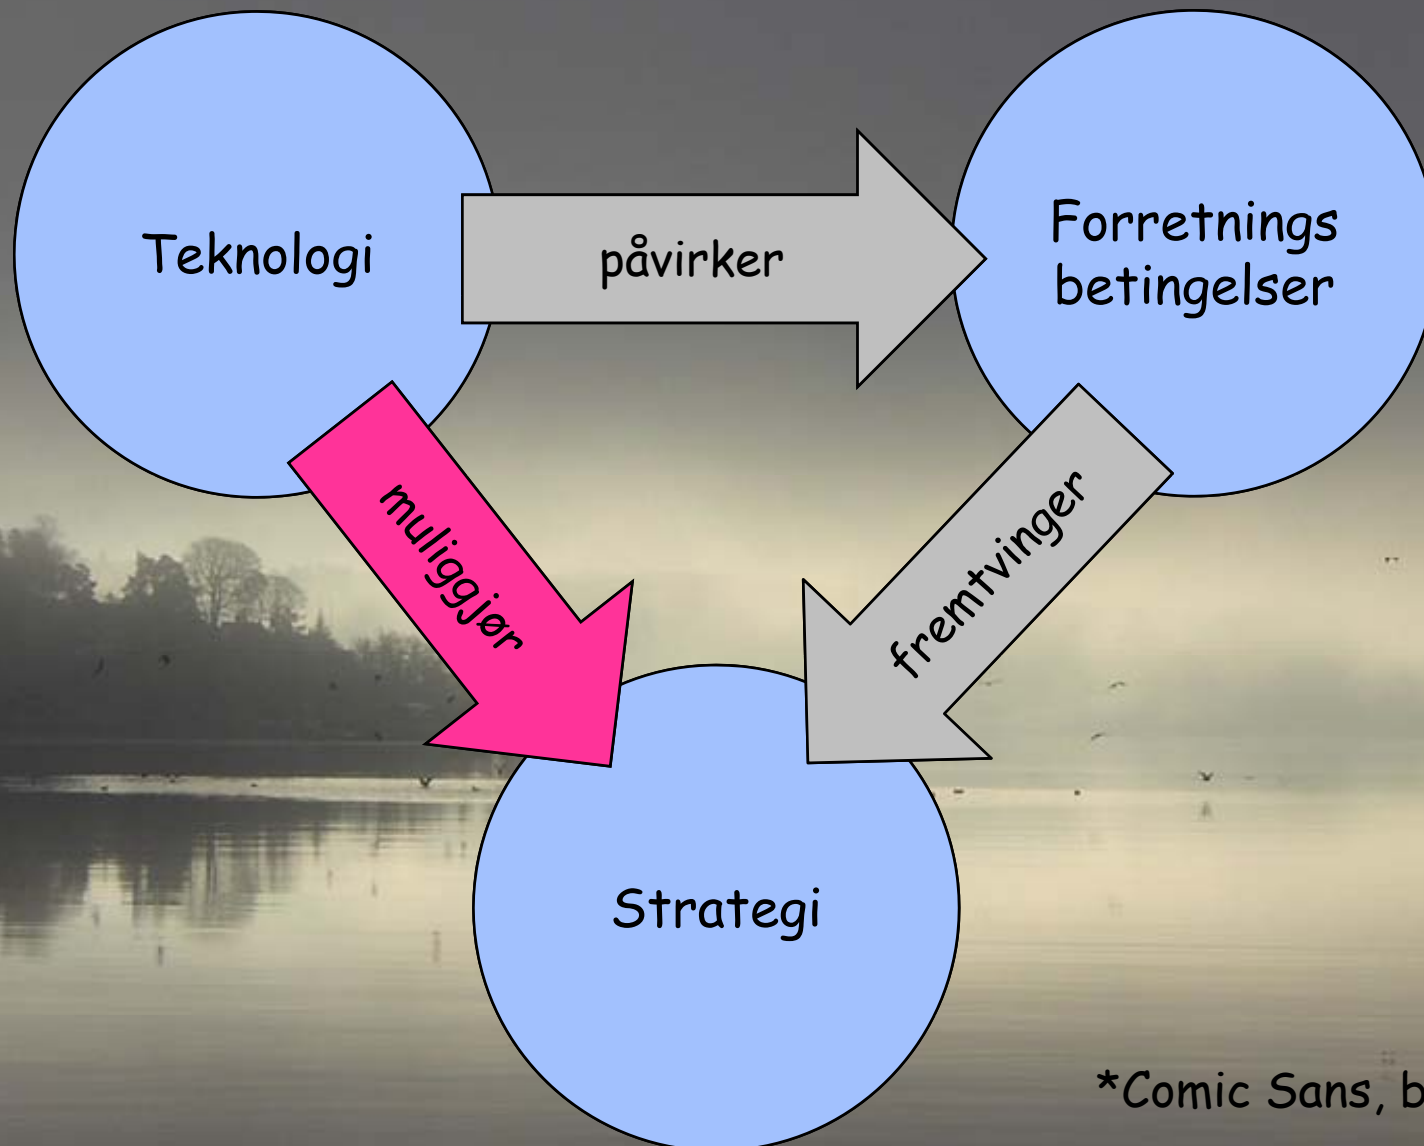 Teknologi
påvirker
Forretnings
betingelser
muliggjør
fremtvinger
Strategi
*Comic Sans, b